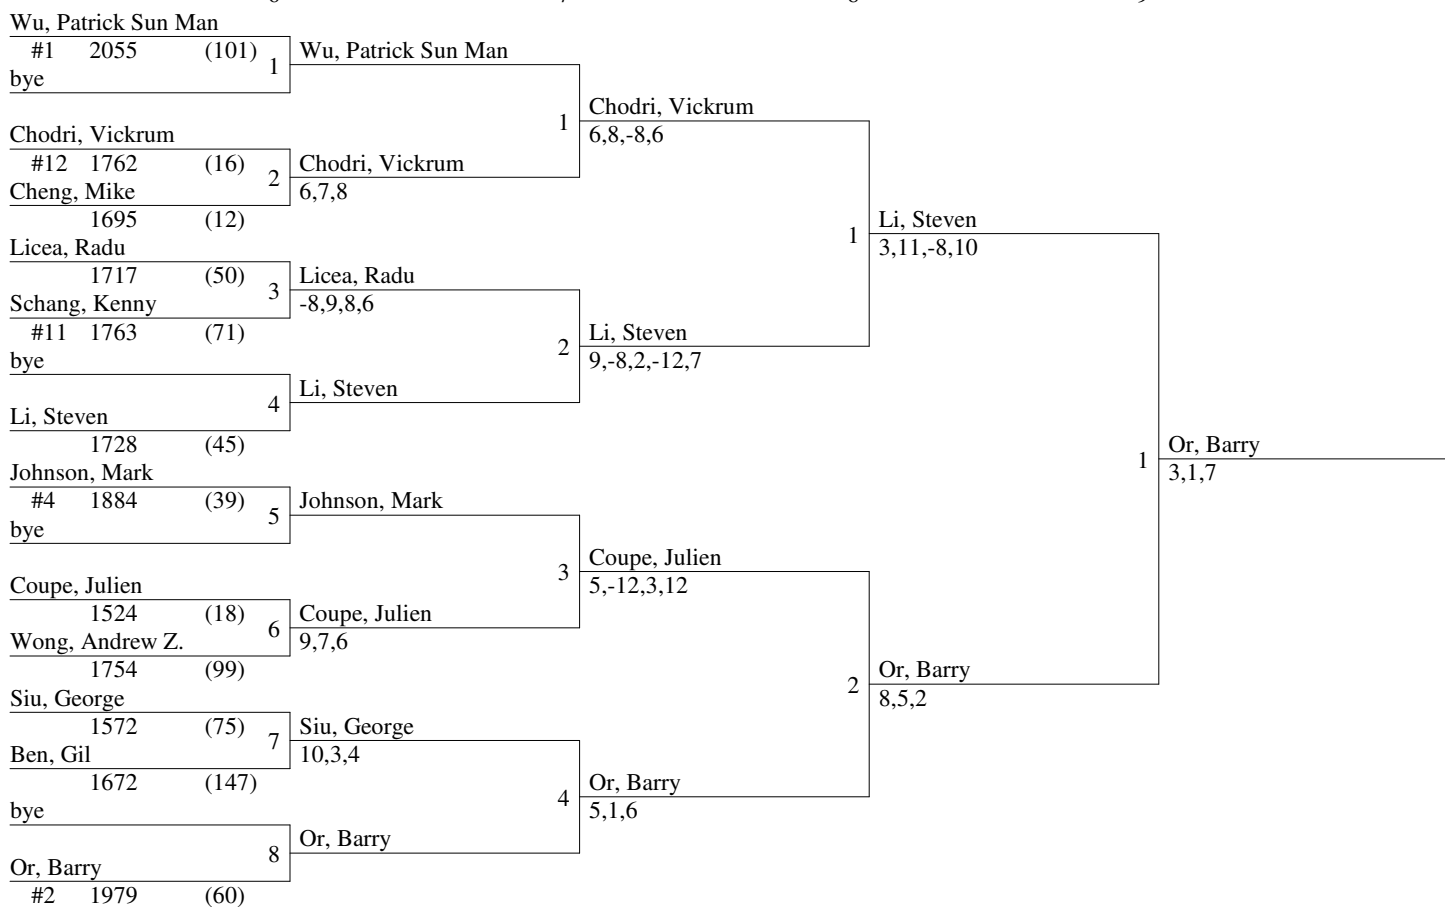 Wu, Patrick Sun Man
#1 2055 (101)
bye
1
Wu, Patrick Sun Man
Chodri, Vickrum
#12 1762 (16)
Cheng, Mike
1695 (12)
2
Chodri, Vickrum
6,7,8
1
Chodri, Vickrum
6,8,-8,6
Licea, Radu
1717 (50)
Schang, Kenny
#11 1763 (71)
3
Licea, Radu
-8,9,8,6
bye
Li, Steven
1728 (45)
4
Li, Steven
2
Li, Steven
9,-8,2,-12,7
1
Li, Steven
3,11,-8,10
Johnson, Mark
#4 1884 (39)
bye
5
Johnson, Mark
Coupe, Julien
1524 (18)
Wong, Andrew Z.
1754 (99)
6
Coupe, Julien
9,7,6
3
Coupe, Julien
5,-12,3,12
Siu, George
1572 (75)
Ben, Gil
1672 (147)
7
Siu, George
10,3,4
bye
Or, Barry
#2 1979 (60)
8
Or, Barry
4
Or, Barry
5,1,6
2
Or, Barry
8,5,2
1
Or, Barry
3,1,7